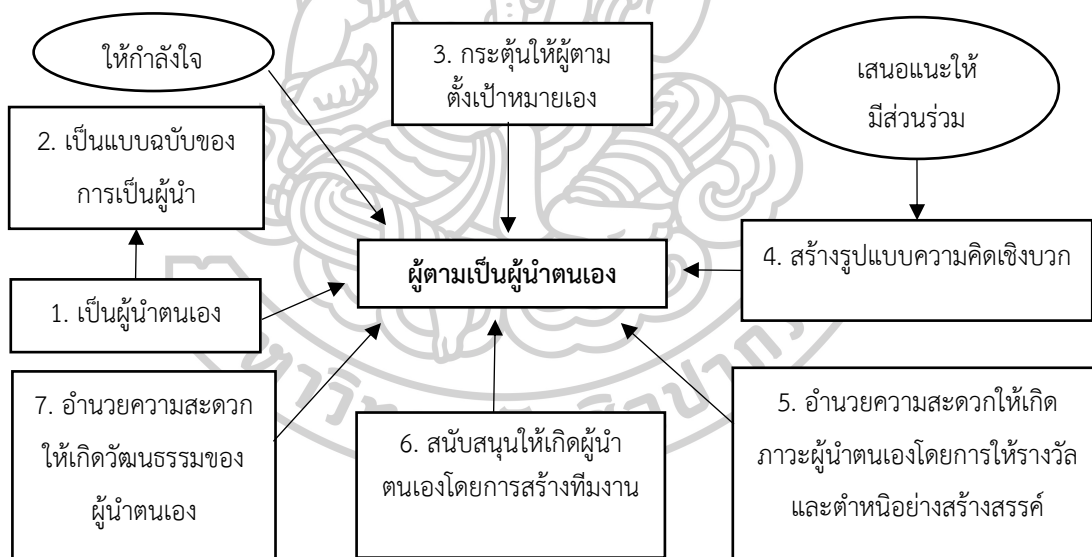 ให้กำลังใจ
3. กระตุ้นให้ผู้ตาม
ตั้งเป้าหมายเอง
เสนอแนะให้
มีส่วนร่วม
2. เป็นแบบฉบับของ
การเป็นผู้นำ
ผู้ตามเป็นผู้นำตนเอง
4. สร้างรูปแบบความคิดเชิงบวก
1. เป็นผู้นำตนเอง
7. อำนวยความสะดวก
ให้เกิดวัฒนธรรมของ
ผู้นำตนเอง
6. สนับสนุนให้เกิดผู้นำ
ตนเองโดยการสร้างทีมงาน
5. อำนวยความสะดวกให้เกิด
ภาวะผู้นำตนเองโดยการให้รางวัล
และตำหนิอย่างสร้างสรรค์